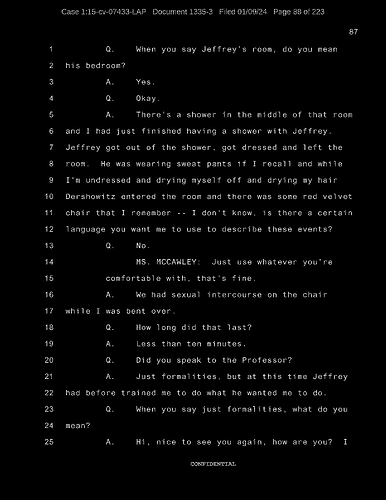 Case 1:15-cv-07433-LAP Document 1335-3 Filed 01/09/24 Page 88 of 223
87
1 Q. When you say Jeffrey's room, do you mean
2 his bedroom?
3 A. Yes.
4 Q. Okay.
5 A. There's a shower in the middle of that room
6 and I had just finished having a shower with Jeffrey.
7 Jeffrey got out of the shower, got dressed and left the
8 room. He was wearing sweat pants if I recall and while
9 I'm undressed and drying myself off and drying my hair
10 Dershowitz entered the room and there was some red velvet
11 chair that I remember -- I don't know, is there a certain
12 language you want me to use to describe these events?
13 Q. No.
14 MS. MCCAWLEY: Just use whatever you're
15 comfortable with, that's fine.
16 A. We had sexual intercourse on the chair
17 while I was bent over.
18 Q. How long did that last?
19 A. Less than ten minutes.
20 Q. Did you speak to the Professor?
21 A. Just formalities, but at this time Jeffrey
22 had before trained me to do what he wanted me to do.
23 Q. When you say just formalities, what do you
24 mean?
25 A. Hi, nice to see you again, how are you? I
CONFIDENTIAL